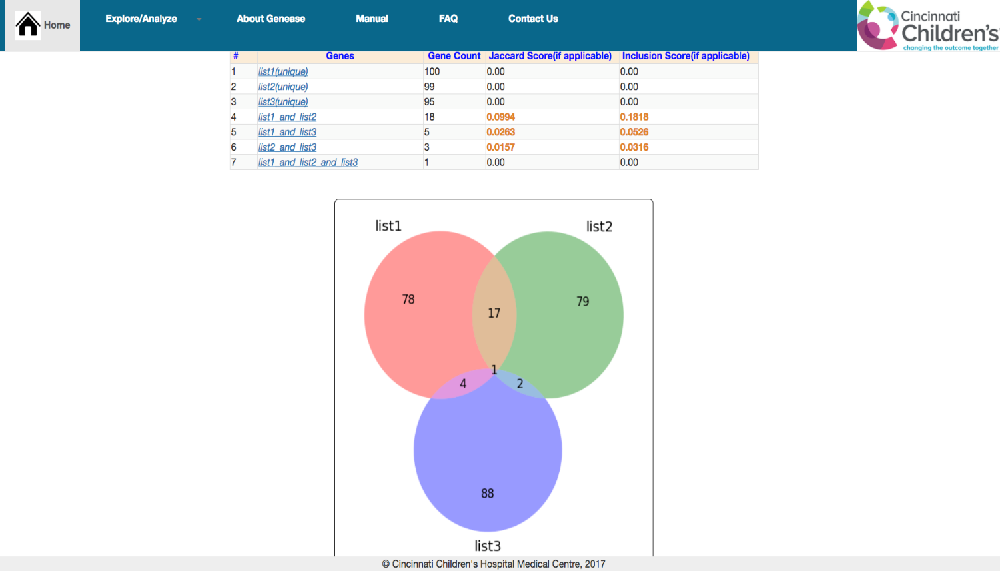 Home Explore/Analyze About Genease Manual FAQ Contact Us
Cincinnati
Children's
changing the outcome together
# Genes Gene Count Jaccard Score(if applicable) Inclusion Score(if applicable)
1 list1(unique) 100 0.00 0.00
2 list2(unique) 99 0.00 0.00
3 list3(unique) 95 0.00 0.00
4 list1_and_list2 18 0.0994 0.1818
5 list1_and_list3 5 0.0263 0.0526
6 list2_and_list3 3 0.0157 0.0316
7 list1_and_list2_and_list3 1 0.00 0.00
list1 list2
78 17 79
1
4 2
88
list3
© Cincinnati Children's Hospital Medical Centre, 2017